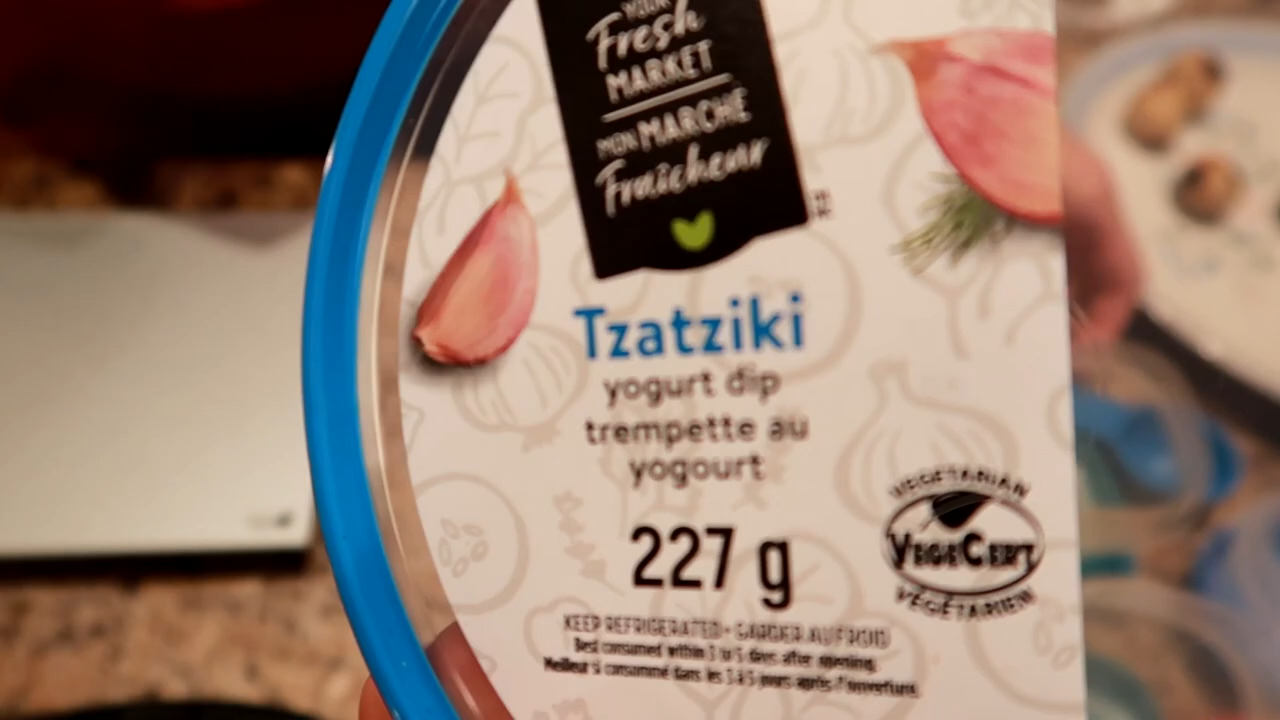 YOUR
Fresh
MARKET
MON MARCHÉ
Fraîcheur
Tzatziki
yogurt dip
trempette au
yogourt
227 g
VEGETARIAN
VEGECERT
VÉGÉTARIEN
KEEP REFRIGERATED • GARDER AU FROID
Best consumed within 3 to 5 days after opening.
Meilleur si consommé dans les 3 à 5 jours après l'ouverture.